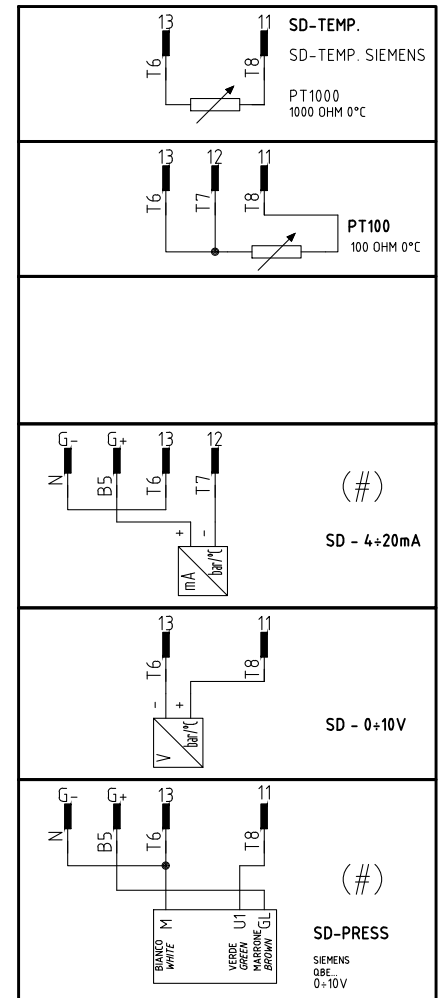 13 11 SD-TEMP.
T6 T8 SD-TEMP. SIEMENS
PT1000
1000 OHM 0°C
13 12 11
T6 T7 T8
PT100
100 OHM 0°C
G- G+ 13 12
N B5 T6 T7
(#)
+ -
mA bar/°C
SD - 4÷20mA
13 11
T6 T8
- +
V bar/°C
SD - 0÷10V
G- G+ 13 11
N B5 T6 T8
(#)
M U1 GL
BIANCO
WHITE
VERDE
GREEN
MARRONE
BROWN
SD-PRESS
SIEMENS
QBE...
0÷10V